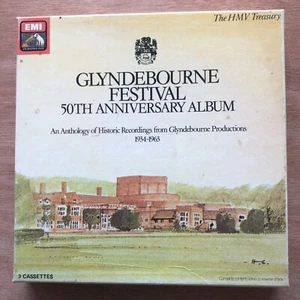 The HMV Treasury
EMI
GLYNDEBOURNE
FESTIVAL
50TH ANNIVERSARY ALBUM
An Anthology of Historic Recordings from Glyndebourne Productions
1934-1963
3 CASSETTES